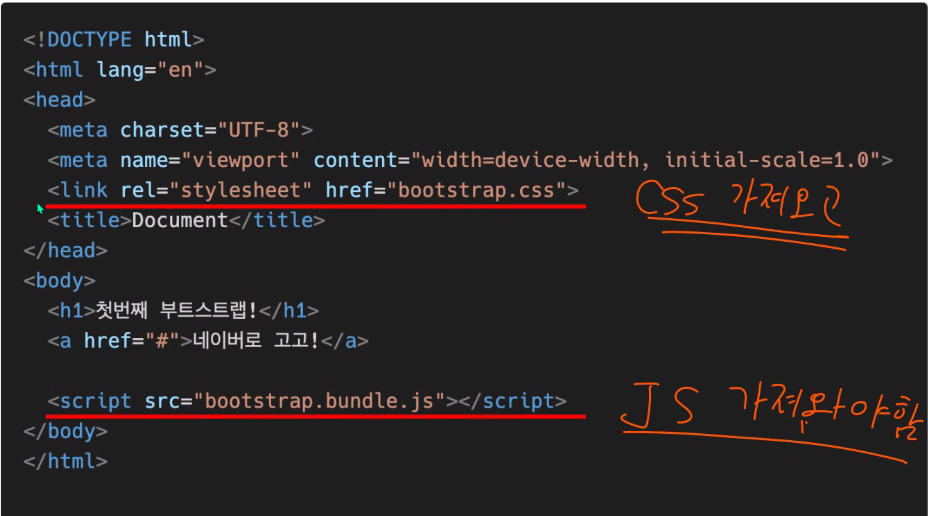 <!DOCTYPE html>
<html lang="en">
<head>
<meta charset="UTF-8">
<meta name="viewport" content="width=device-width, initial-scale=1.0">
<link rel="stylesheet" href="bootstrap.css">
CSS 가져오고
<title>Document</title>
</head>
<body>
<h1>첫번째 부트스트랩!</h1>
<a href="#">네이버로 고고!</a>
<script src="bootstrap.bundle.js"></script>
JS 가져와야함
</body>
</html>